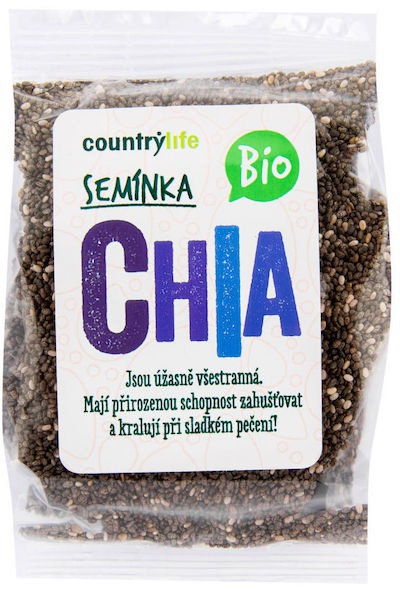 countrylife
Bio
SEMÍNKA
CHIA
Jsou úžasně všestranná.
Mají přirozenou schopnost zahušťovat
a kralují při sladkém pečení!